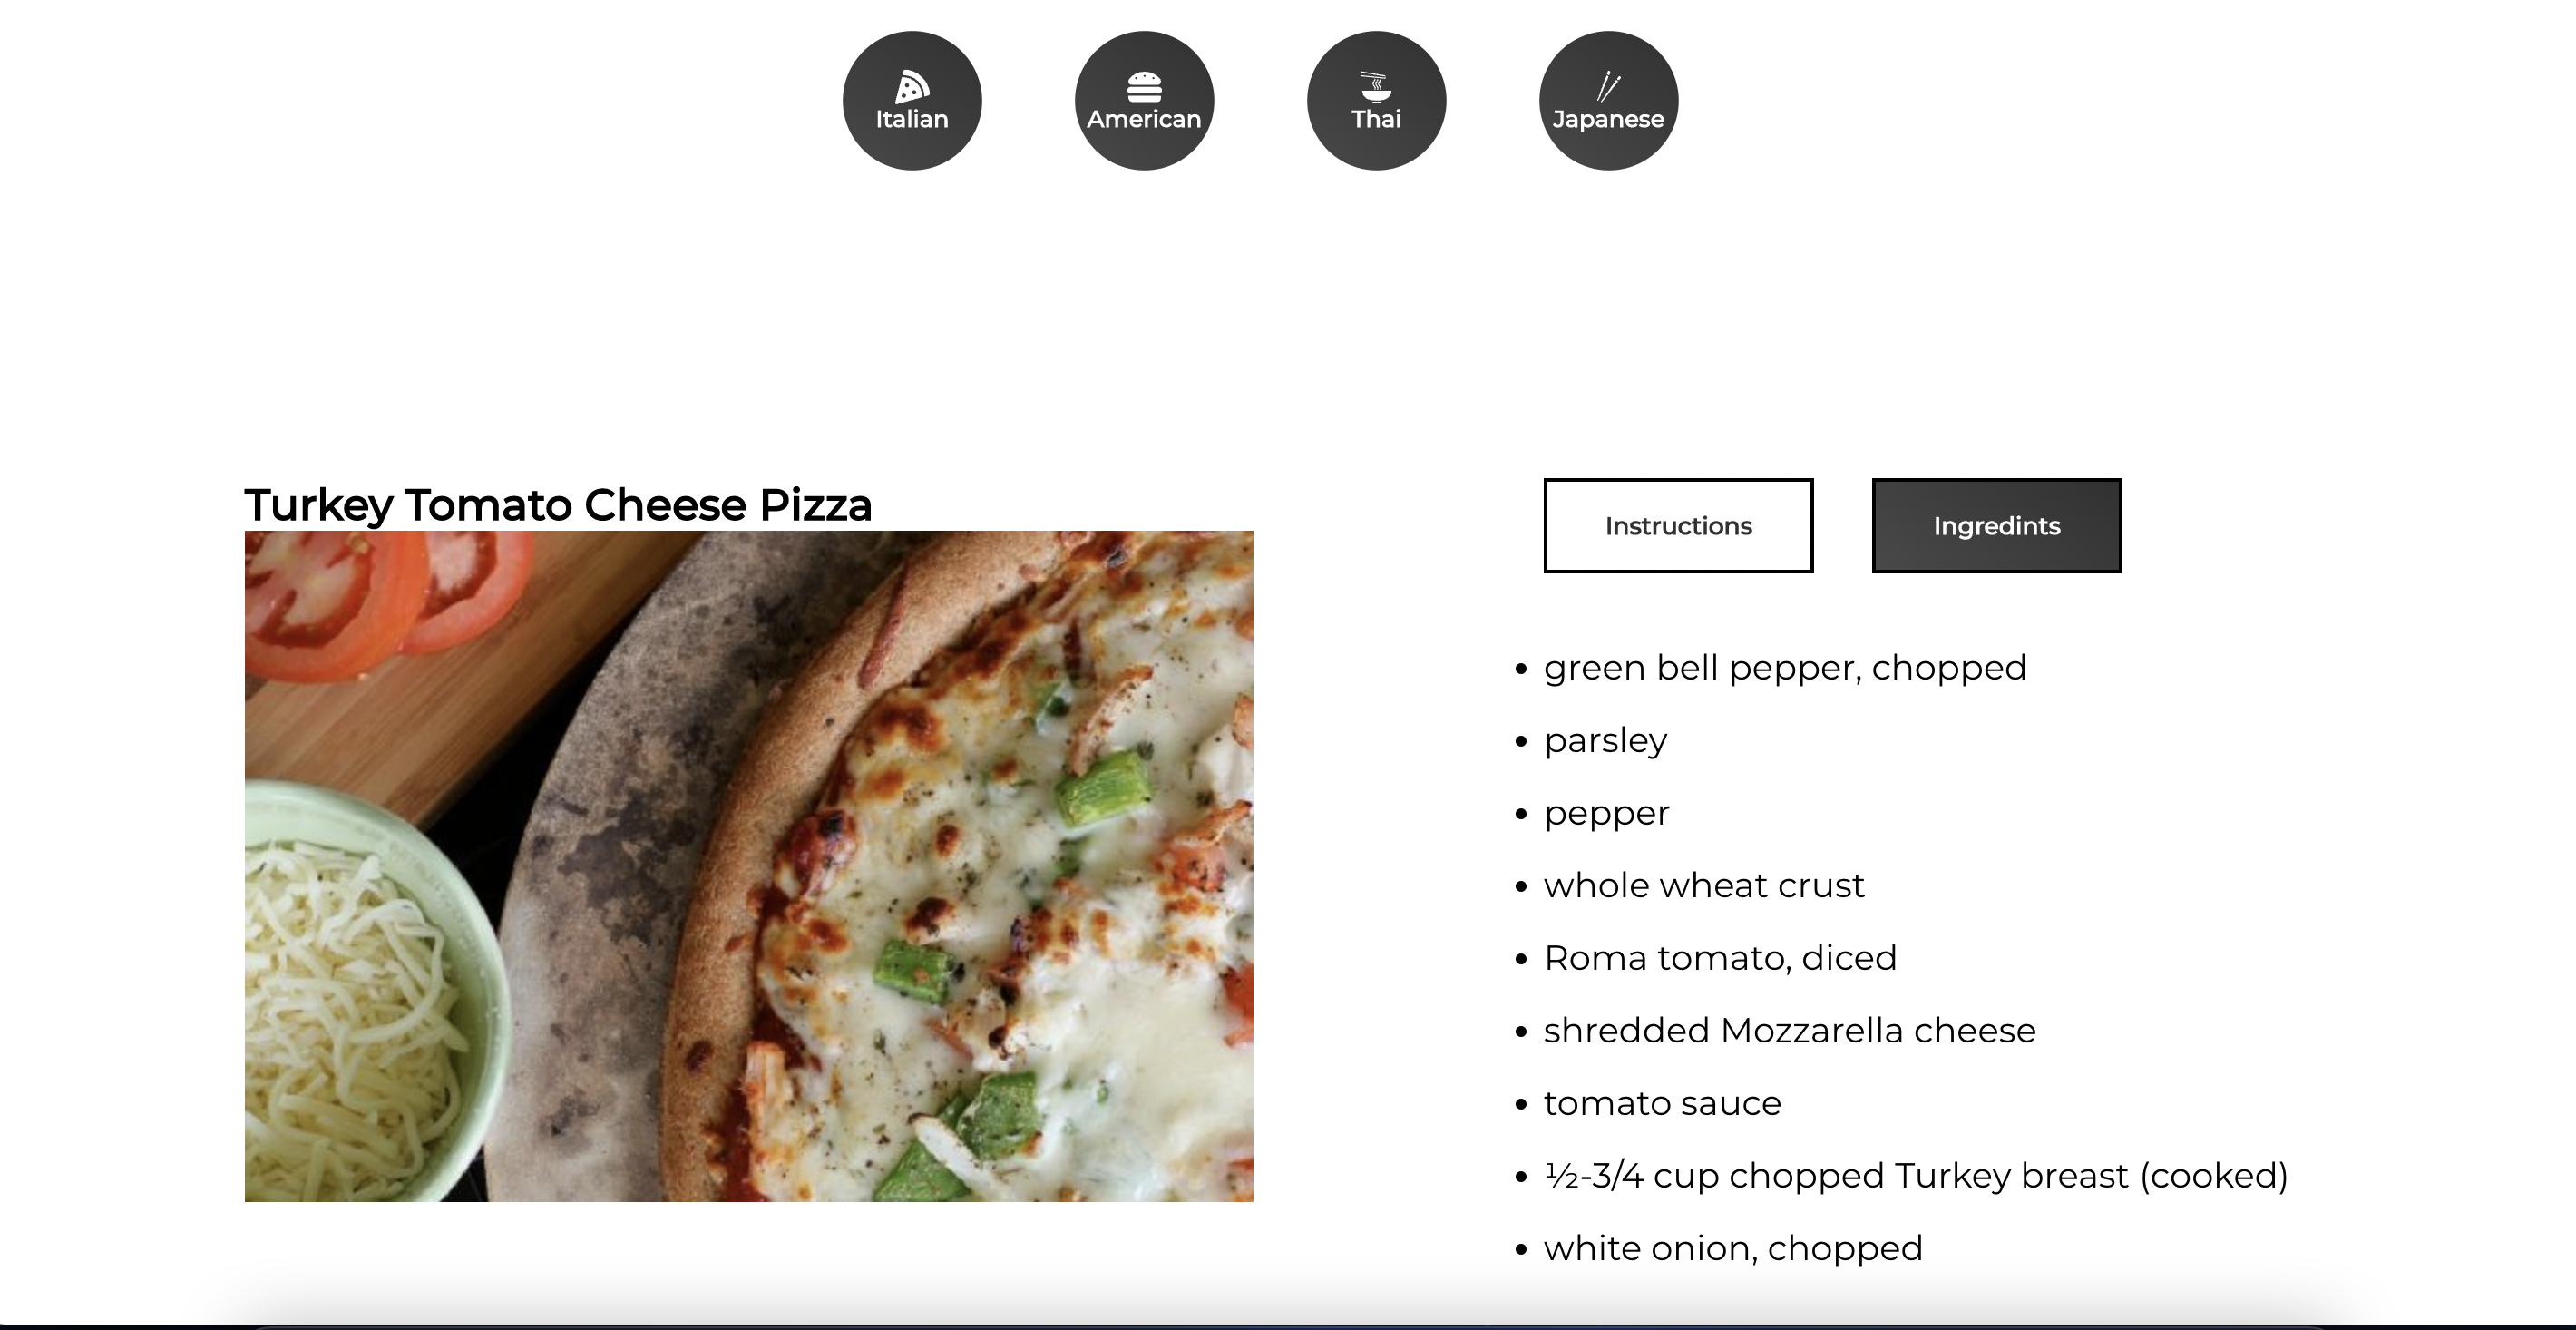 Italian
American
Thai
Japanese
Turkey Tomato Cheese Pizza
Instructions
Ingredints
green bell pepper, chopped
parsley
pepper
whole wheat crust
Roma tomato, diced
shredded Mozzarella cheese
tomato sauce
½-3/4 cup chopped Turkey breast (cooked)
white onion, chopped